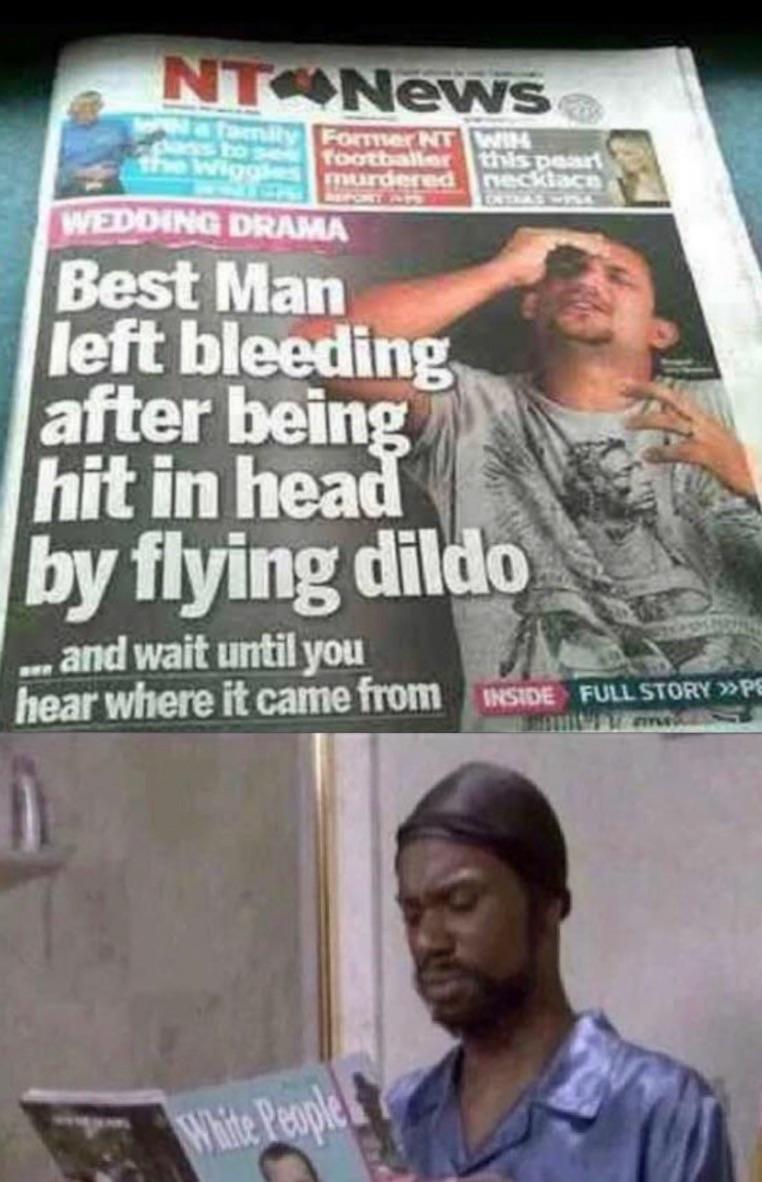 NT News
WIN a family
pass to see
the Wiggles
Former NT
footballer
murdered
WIN
this pearl
necklace
WEDDING DRAMA
Best Man
left bleeding
after being
hit in head
by flying dildo
... and wait until you
hear where it came from
INSIDE FULL STORY >>
White People